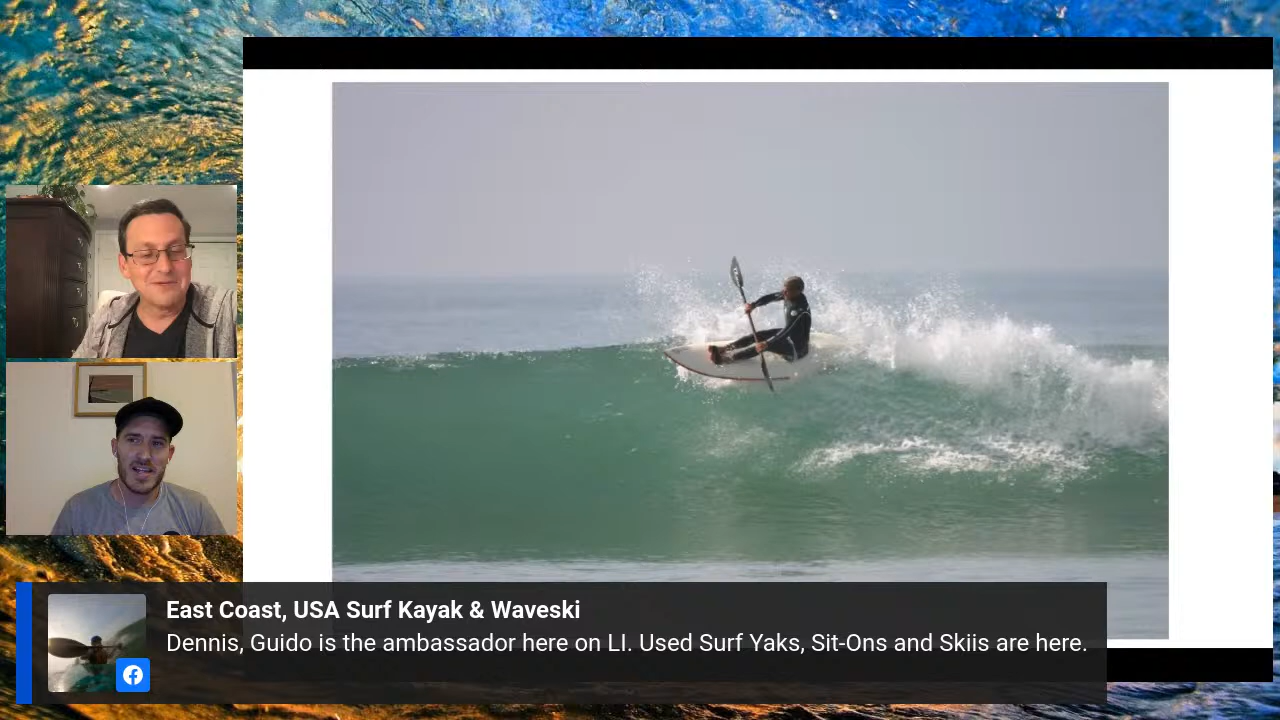 East Coast, USA Surf Kayak & Waveski
Dennis, Guido is the ambassador here on LI. Used Surf Yaks, Sit-Ons and Skiis are here.